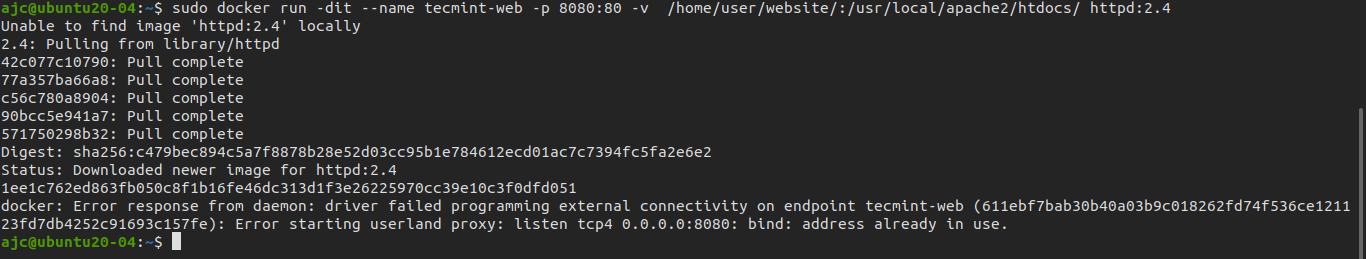 ajc@ubuntu20-04:~$ sudo docker run -dit --name tecmint-web -p 8080:80 -v  /home/user/website/:/usr/local/apache2/htdocs/ httpd:2.4
Unable to find image 'httpd:2.4' locally
2.4: Pulling from library/httpd
42c077c10790: Pull complete
77a357ba66a8: Pull complete
c56c780a8904: Pull complete
90bcc5e941a7: Pull complete
571750298b32: Pull complete
Digest: sha256:c479bec894c5a7f8878b28e52d03cc95b1e784612ecd01ac7c7394fc5fa2e6e2
Status: Downloaded newer image for httpd:2.4
1ee1c762ed863fb050c8f1b16fe46dc313d1f3e26225970cc39e10c3f0dfd051
docker: Error response from daemon: driver failed programming external connectivity on endpoint tecmint-web (611ebf7bab30b40a03b9c018262fd74f536ce1211
23fd7db4252c91693c157fe): Error starting userland proxy: listen tcp4 0.0.0.0:8080: bind: address already in use.
ajc@ubuntu20-04:~$